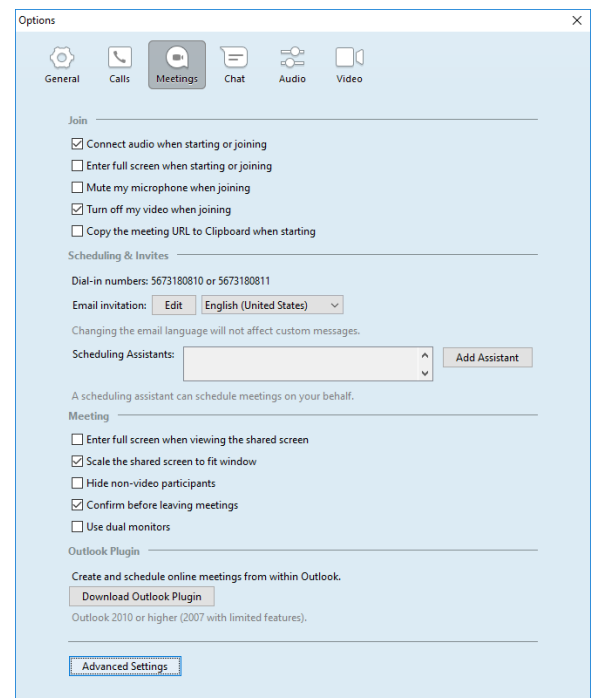 Options
General Calls Meetings Chat Audio Video
Join
Connect audio when starting or joining
Enter full screen when starting or joining
Mute my microphone when joining
Turn off my video when joining
Copy the meeting URL to Clipboard when starting
Scheduling & Invites
Dial-in numbers: 5673180810 or 5673180811
Email invitation: Edit English (United States)
Changing the email language will not affect custom messages.
Scheduling Assistants: Add Assistant
A scheduling assistant can schedule meetings on your behalf.
Meeting
Enter full screen when viewing the shared screen
Scale the shared screen to fit window
Hide non-video participants
Confirm before leaving meetings
Use dual monitors
Outlook Plugin
Create and schedule online meetings from within Outlook.
Download Outlook Plugin
Outlook 2010 or higher (2007 with limited features).
Advanced Settings